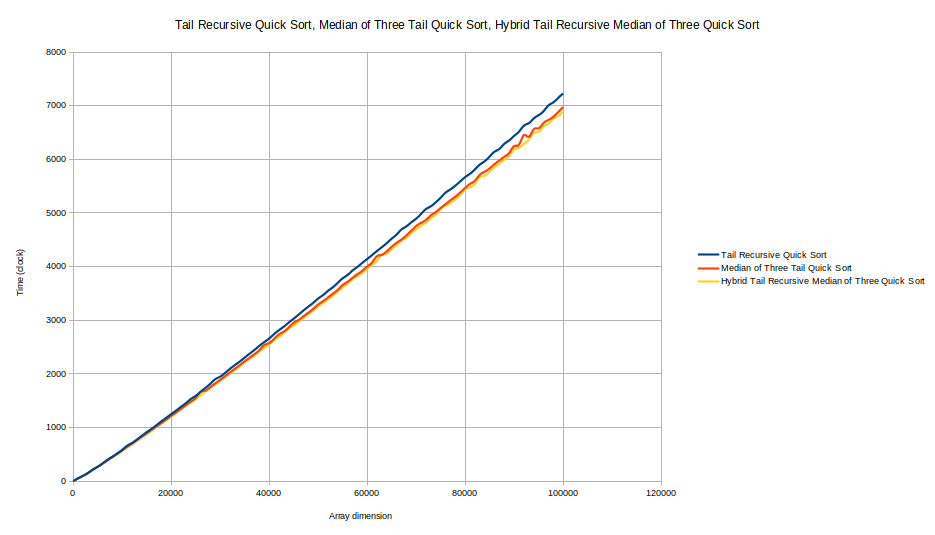 Tail Recursive Quick Sort, Median of Three Tail Quick Sort, Hybrid Tail Recursive Median of Three Quick Sort
8000
7000
6000
5000
4000
3000
2000
1000
0
Time (clock)
0 20000 40000 60000 80000 100000 120000
Array dimension
Tail Recursive Quick Sort
Median of Three Tail Quick Sort
Hybrid Tail Recursive Median of Three Quick Sort